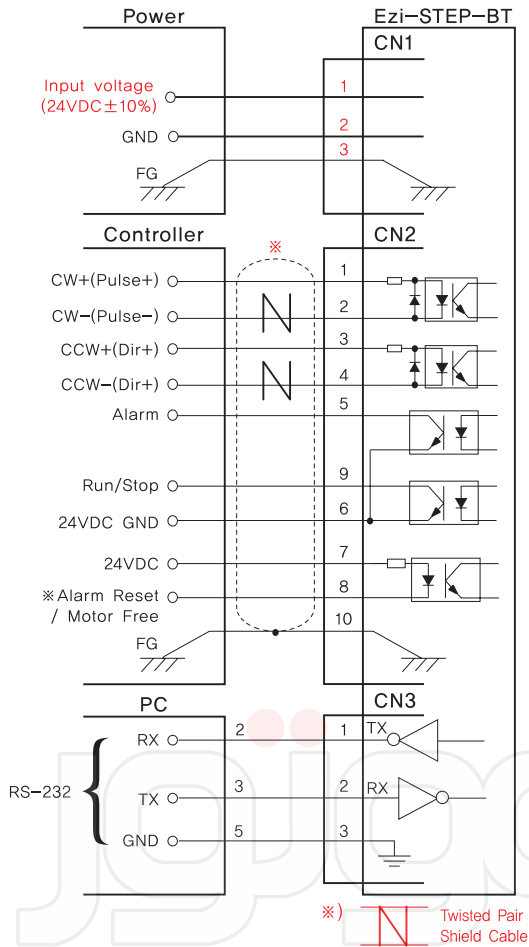 Power
Ezi-STEP-BT
CN1
Input voltage
(24VDC±10%)
1
GND
2
FG
3
Controller
※
CN2
CW+(Pulse+)
1
CW-(Pulse-)
2
CCW+(Dir+)
3
CCW-(Dir+)
4
Alarm
5
Run/Stop
9
24VDC GND
6
24VDC
7
※Alarm Reset
/ Motor Free
8
FG
10
PC
CN3
RS-232
RX
2
1
TX
TX
3
2
RX
GND
5
3
※)
Twisted Pair
Shield Cable